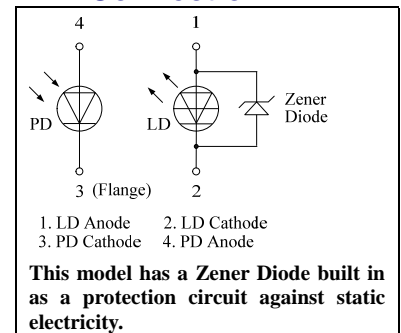 4 1
PD LD Zener
Diode
3 (Flange) 2
1. LD Anode 2. LD Cathode
3. PD Cathode 4. PD Anode
This model has a Zener Diode built in
as a protection circuit against static
electricity.